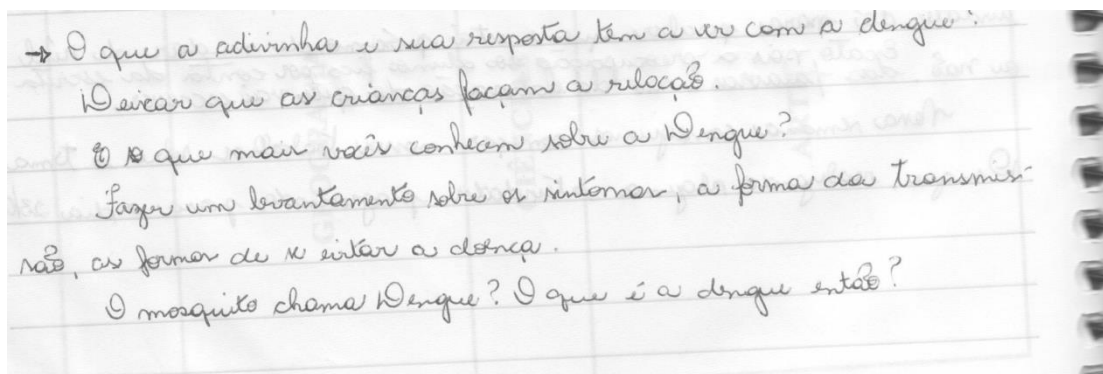 → O que a adivinha e sua resposta tem a ver com a dengue?
Deixar que as crianças façam a relação.
E o que mais vocês conhecem sobre a Dengue?
Fazer um levantamento sobre os sintomas, a forma da transmis-
são, as formas de se evitar a doença.
O mosquito chama Dengue? O que é a dengue então?